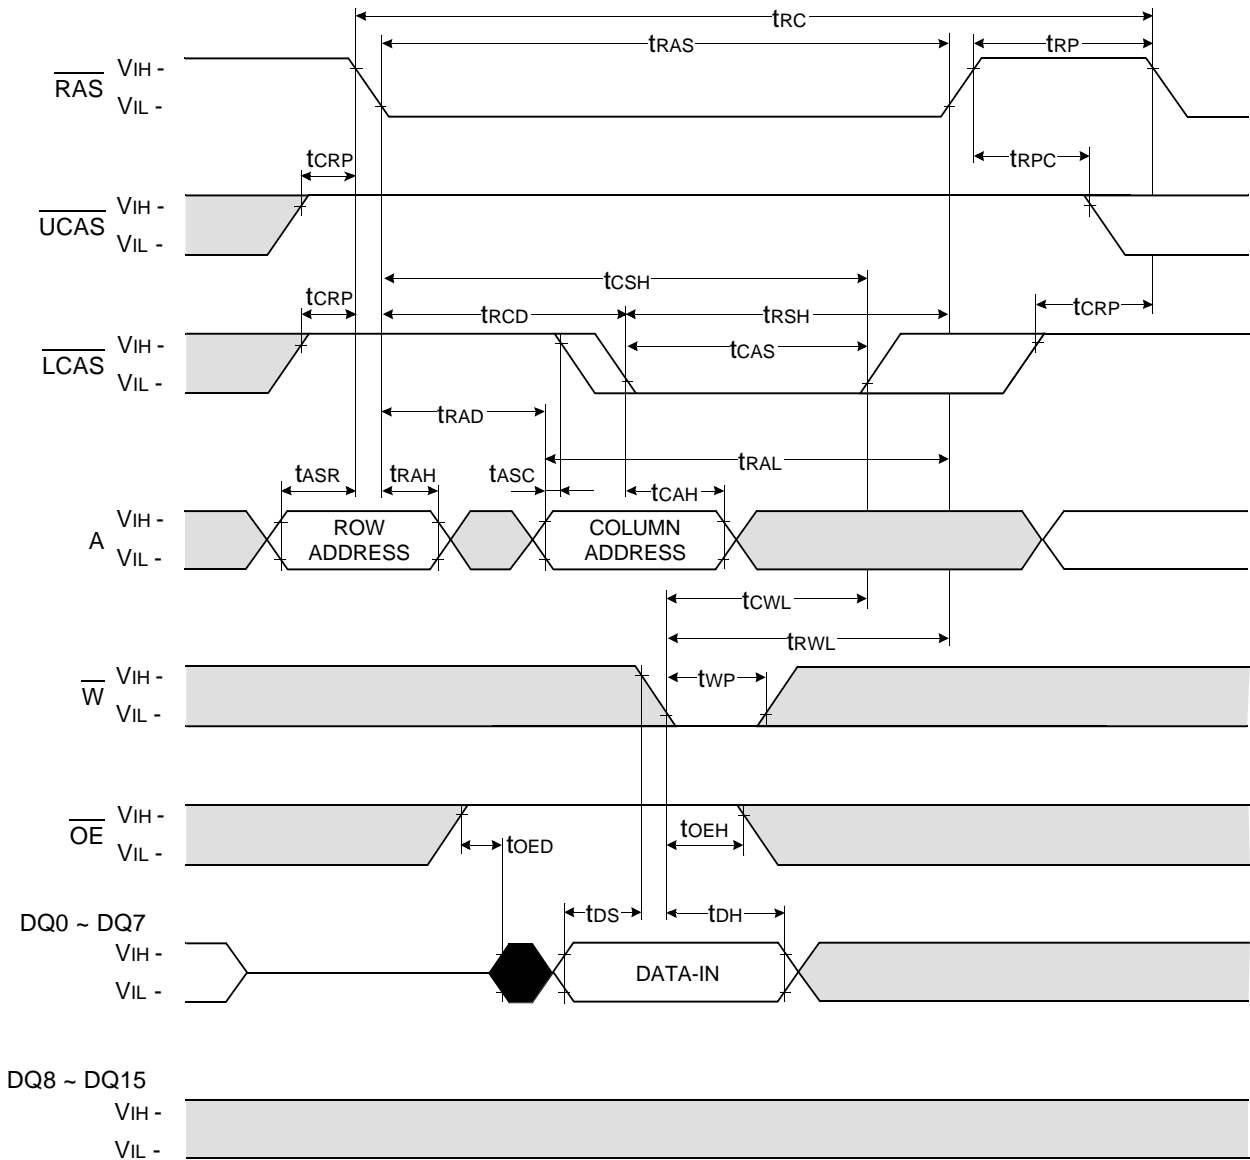 tRC
tRAS tRP
RAS VIH -
VIL -
tCRP tRPC
UCAS VIH -
VIL -
tCSH
tCRP tRCD tRSH tCRP
LCAS VIH -
VIL -
tCAS
tRAD
tRAL
tASR tRAH tASC tCAH
A VIH -
VIL -
ROW
ADDRESS
COLUMN
ADDRESS
tCWL
tRWL
W VIH -
VIL -
tWP
OE VIH -
VIL -
tOED tOEH
DQ0 ~ DQ7
VIH -
VIL -
tDS tDH
DATA-IN
DQ8 ~ DQ15
VIH -
VIL -